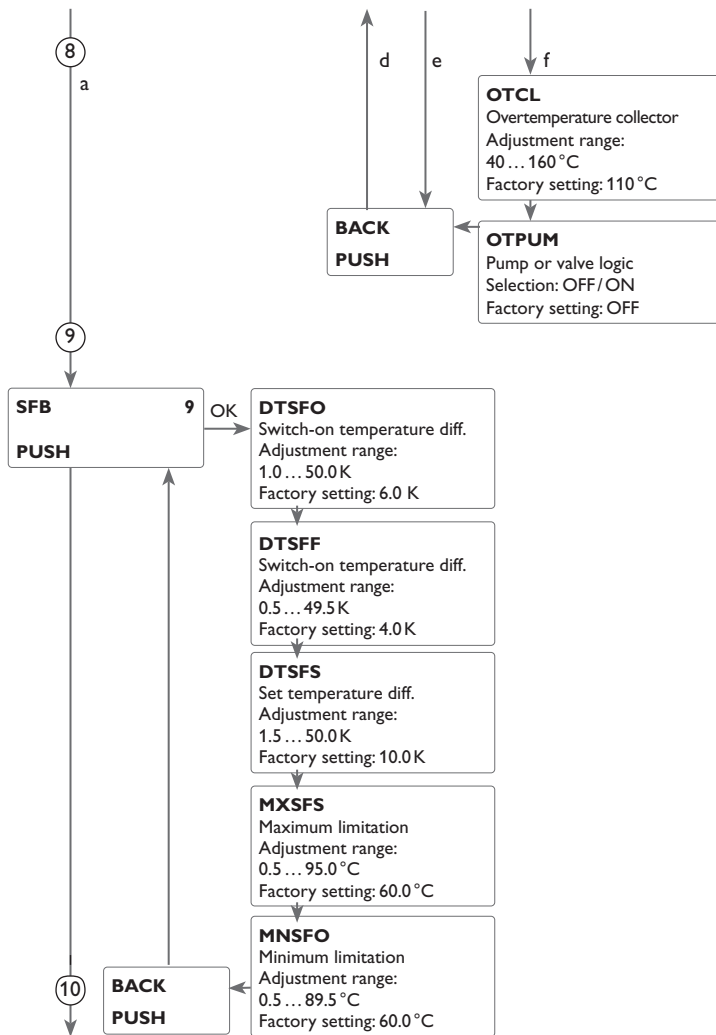 8
a
d
e
f
OTCL
Overtemperature collector
Adjustment range:
40 … 160 °C
Factory setting: 110 °C
BACK
PUSH
OTPUM
Pump or valve logic
Selection: OFF / ON
Factory setting: OFF
9
SFB 9
PUSH
OK
DTSFO
Switch-on temperature diff.
Adjustment range:
1.0 … 50.0 K
Factory setting: 6.0 K
DTSFF
Switch-on temperature diff.
Adjustment range:
0.5 … 49.5 K
Factory setting: 4.0 K
DTSFS
Set temperature diff.
Adjustment range:
1.5 … 50.0 K
Factory setting: 10.0 K
MXSFS
Maximum limitation
Adjustment range:
0.5 … 95.0 °C
Factory setting: 60.0 °C
MNSFO
Minimum limitation
Adjustment range:
0.5 … 89.5 °C
Factory setting: 60.0 °C
10
BACK
PUSH